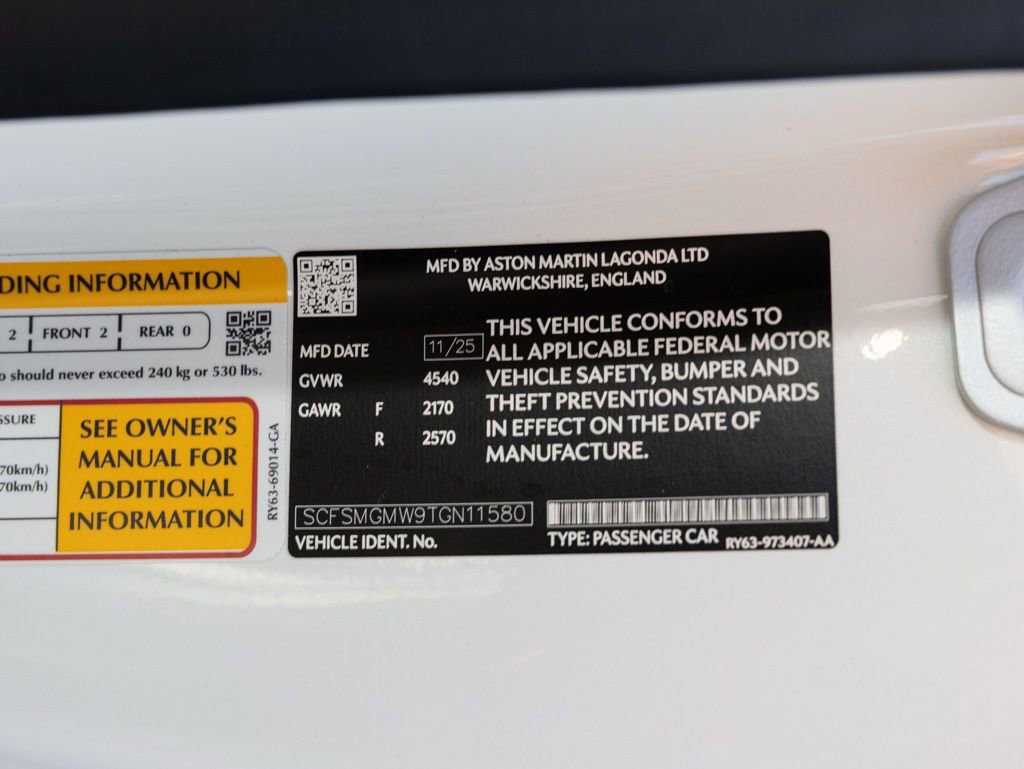 DING INFORMATION
2 FRONT 2 REAR 0
o should never exceed 240 kg or 530 lbs.
SSURE
70km/h)
70km/h)
SEE OWNER'S
MANUAL FOR
ADDITIONAL
INFORMATION
RY63-69014-GA
MFD BY ASTON MARTIN LAGONDA LTD
WARWICKSHIRE, ENGLAND
MFD DATE 11/25
GVWR 4540
GAWR F 2170
R 2570
THIS VEHICLE CONFORMS TO
ALL APPLICABLE FEDERAL MOTOR
VEHICLE SAFETY, BUMPER AND
THEFT PREVENTION STANDARDS
IN EFFECT ON THE DATE OF
MANUFACTURE.
SCFSMGMW9TGN11580
VEHICLE IDENT. No.
TYPE: PASSENGER CAR RY63-973407-AA